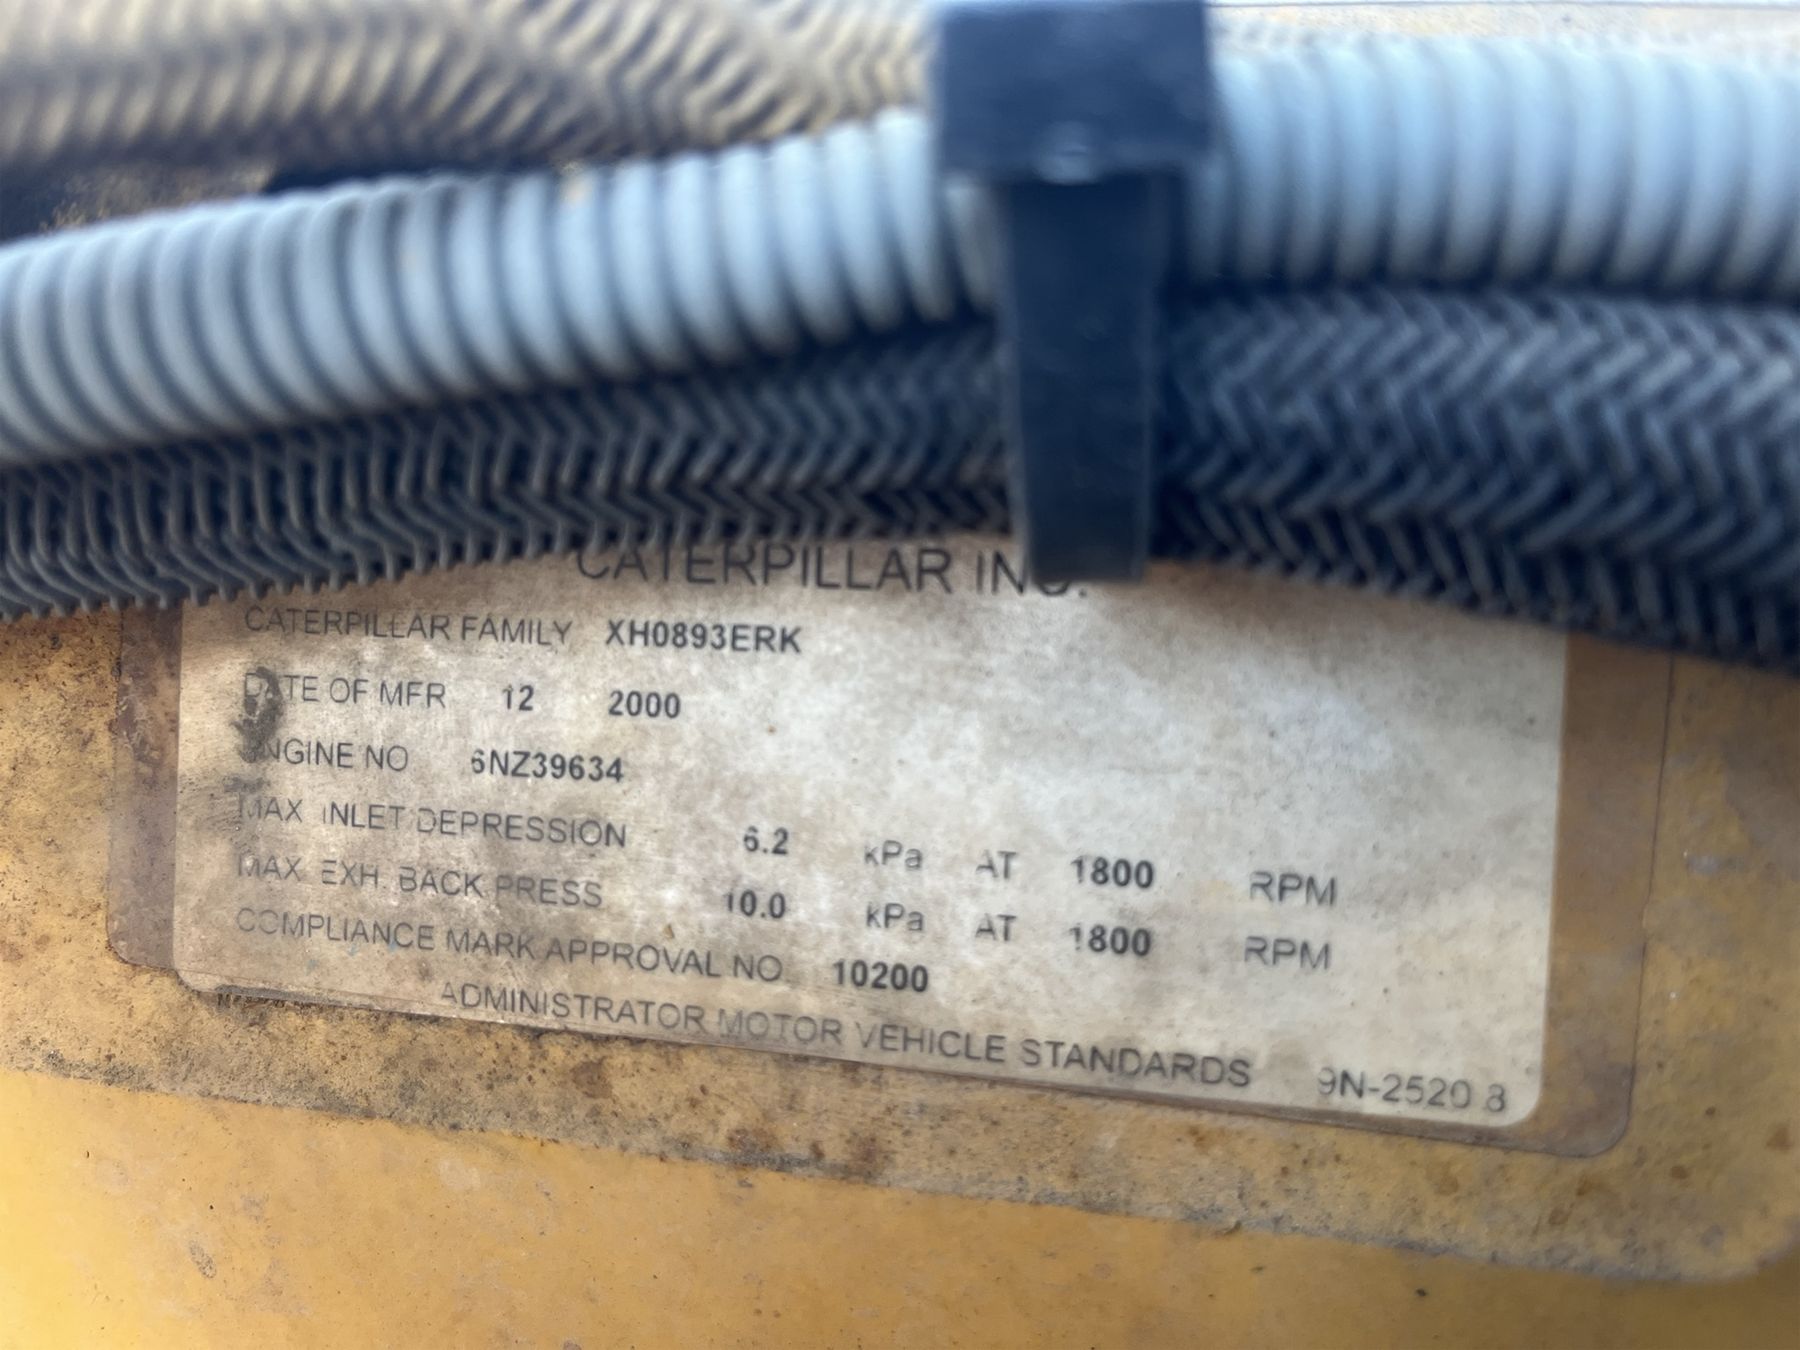 CATERPILLAR INC.
CATERPILLAR FAMILY XH0893ERK
DATE OF MFR 12 2000
ENGINE NO 6NZ39634
MAX INLET DEPRESSION 6.2 kPa AT 1800 RPM
MAX. EXH. BACK PRESS 10.0 kPa AT 1800 RPM
COMPLIANCE MARK APPROVAL NO. 10200
ADMINISTRATOR MOTOR VEHICLE STANDARDS 9N-2520 8